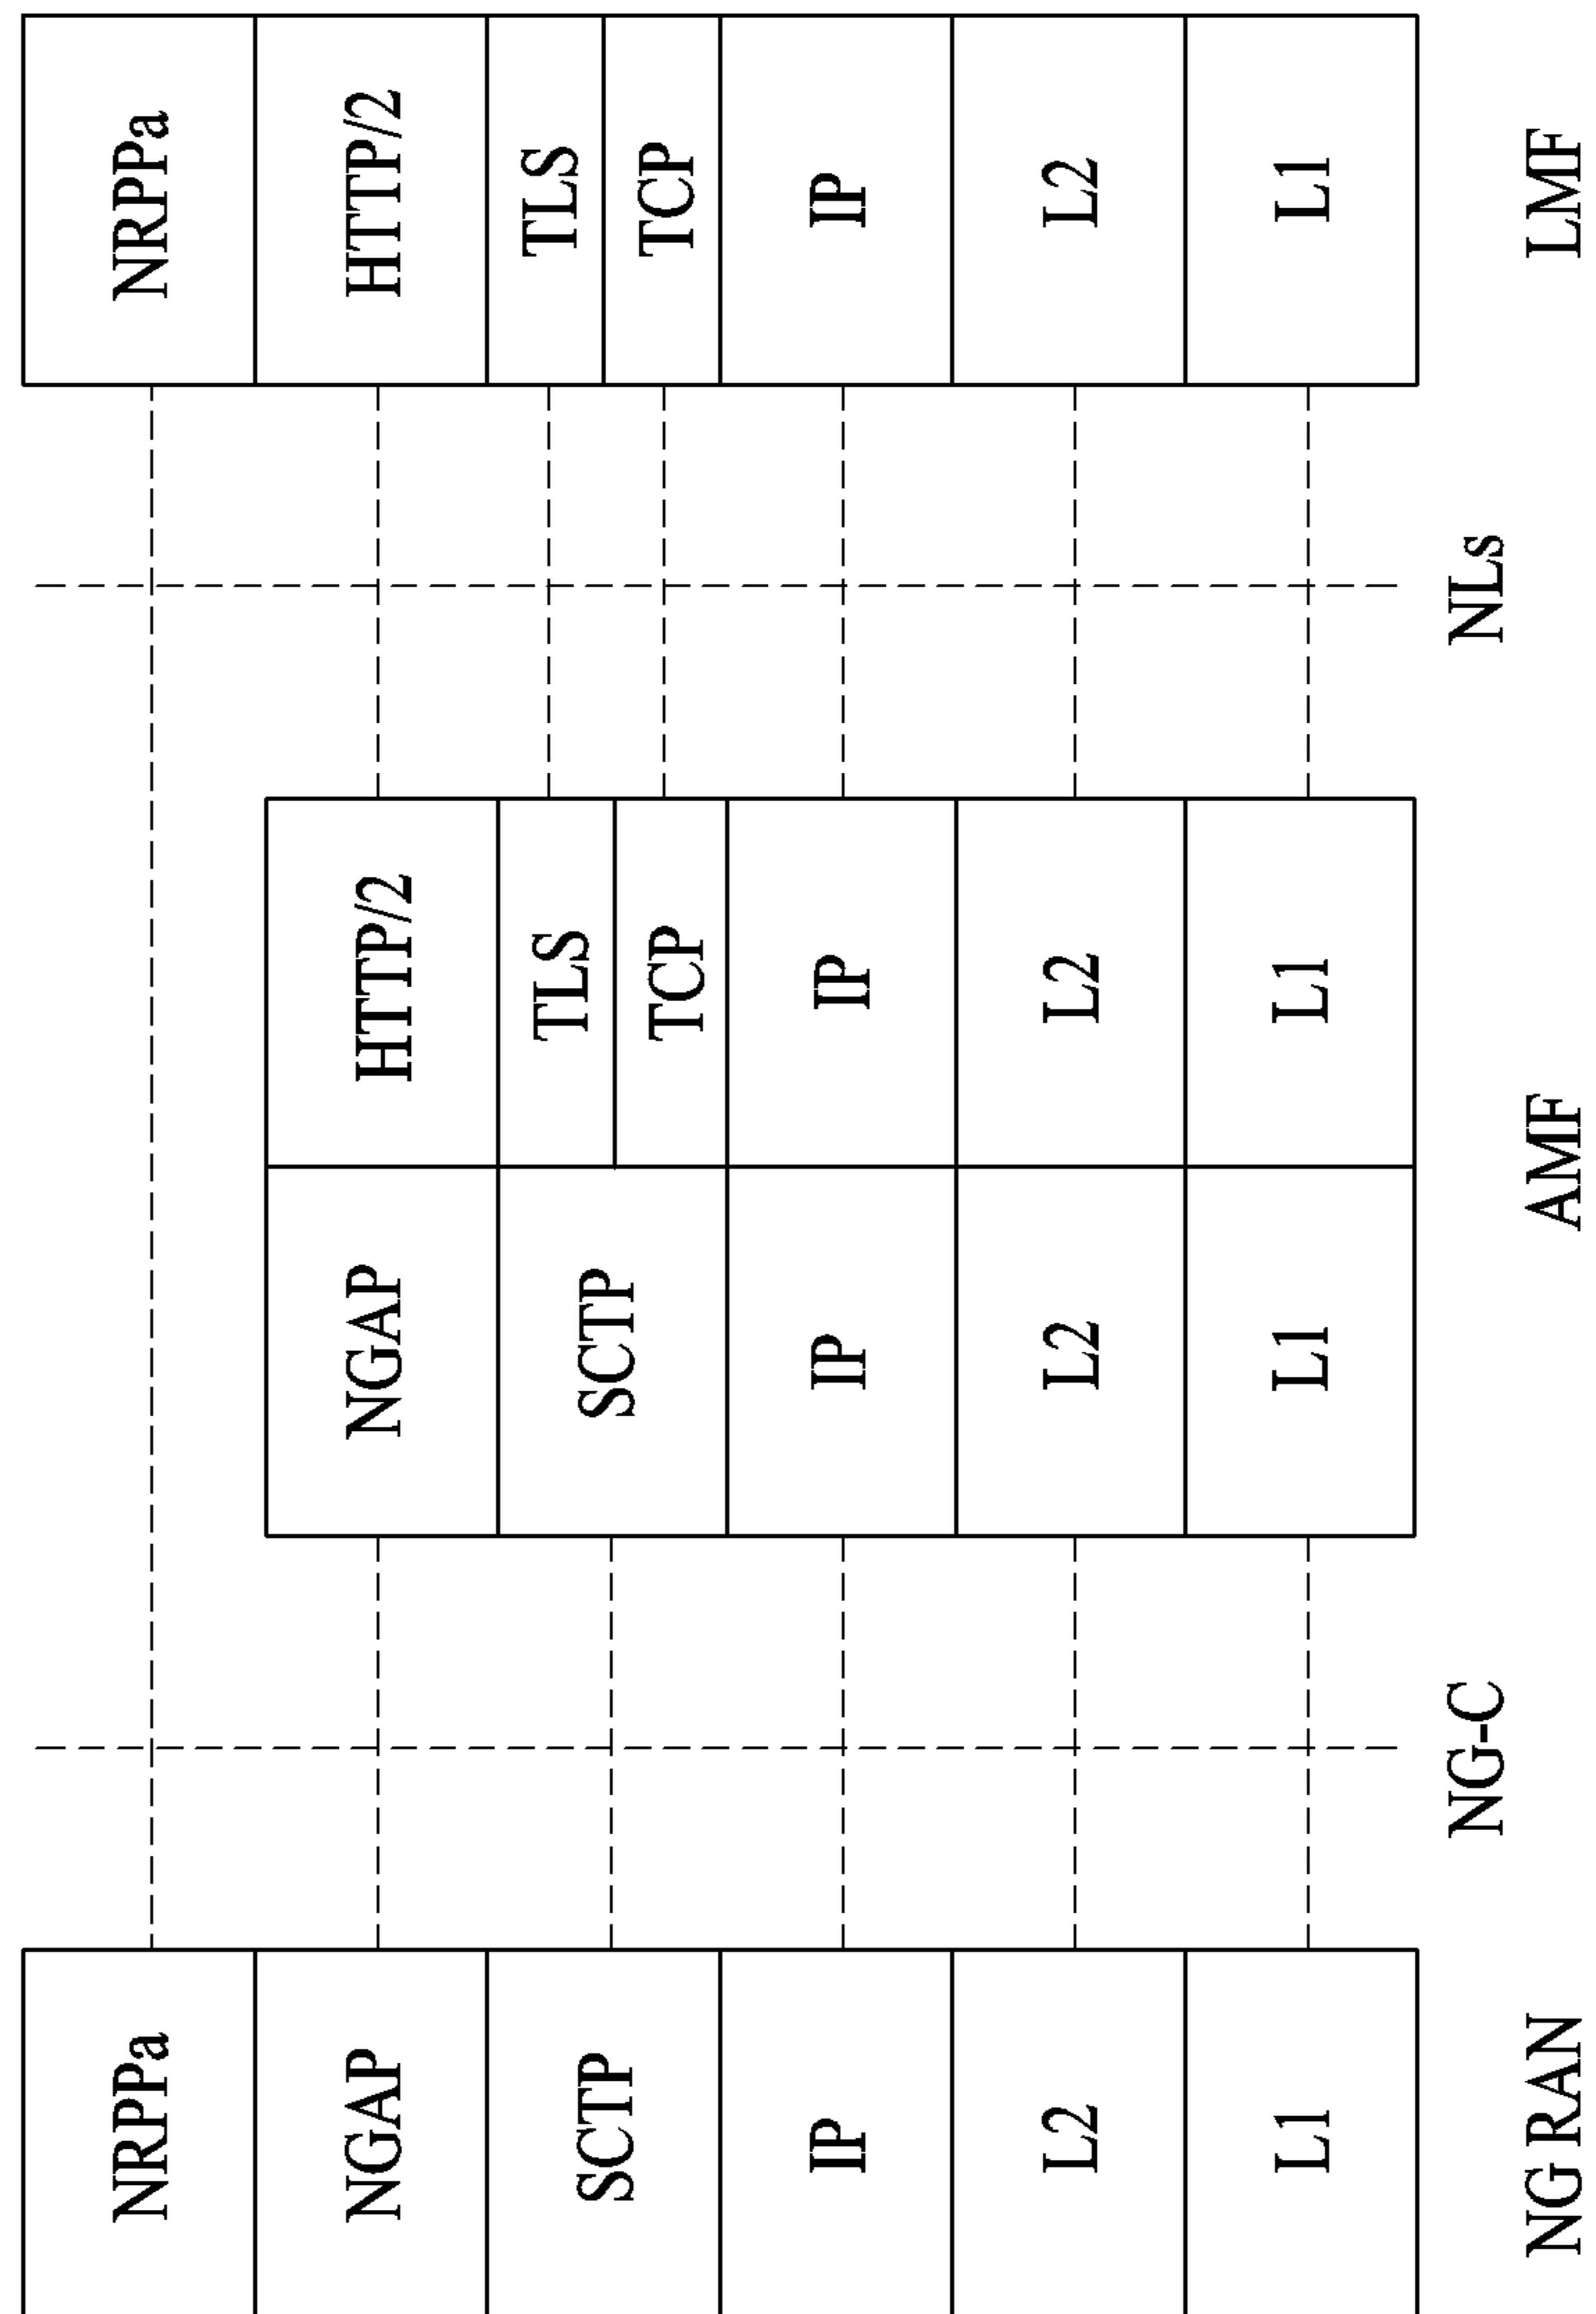 NRPPa
NGAP
SCTP
IP
L2
L1
NG RAN
NG-C
NGAP
SCTP
IP
L2
L1
HTTP/2
TLS
TCP
IP
L2
L1
AMF
NLs
NRPPa
HTTP/2
TLS
TCP
IP
L2
L1
LMF